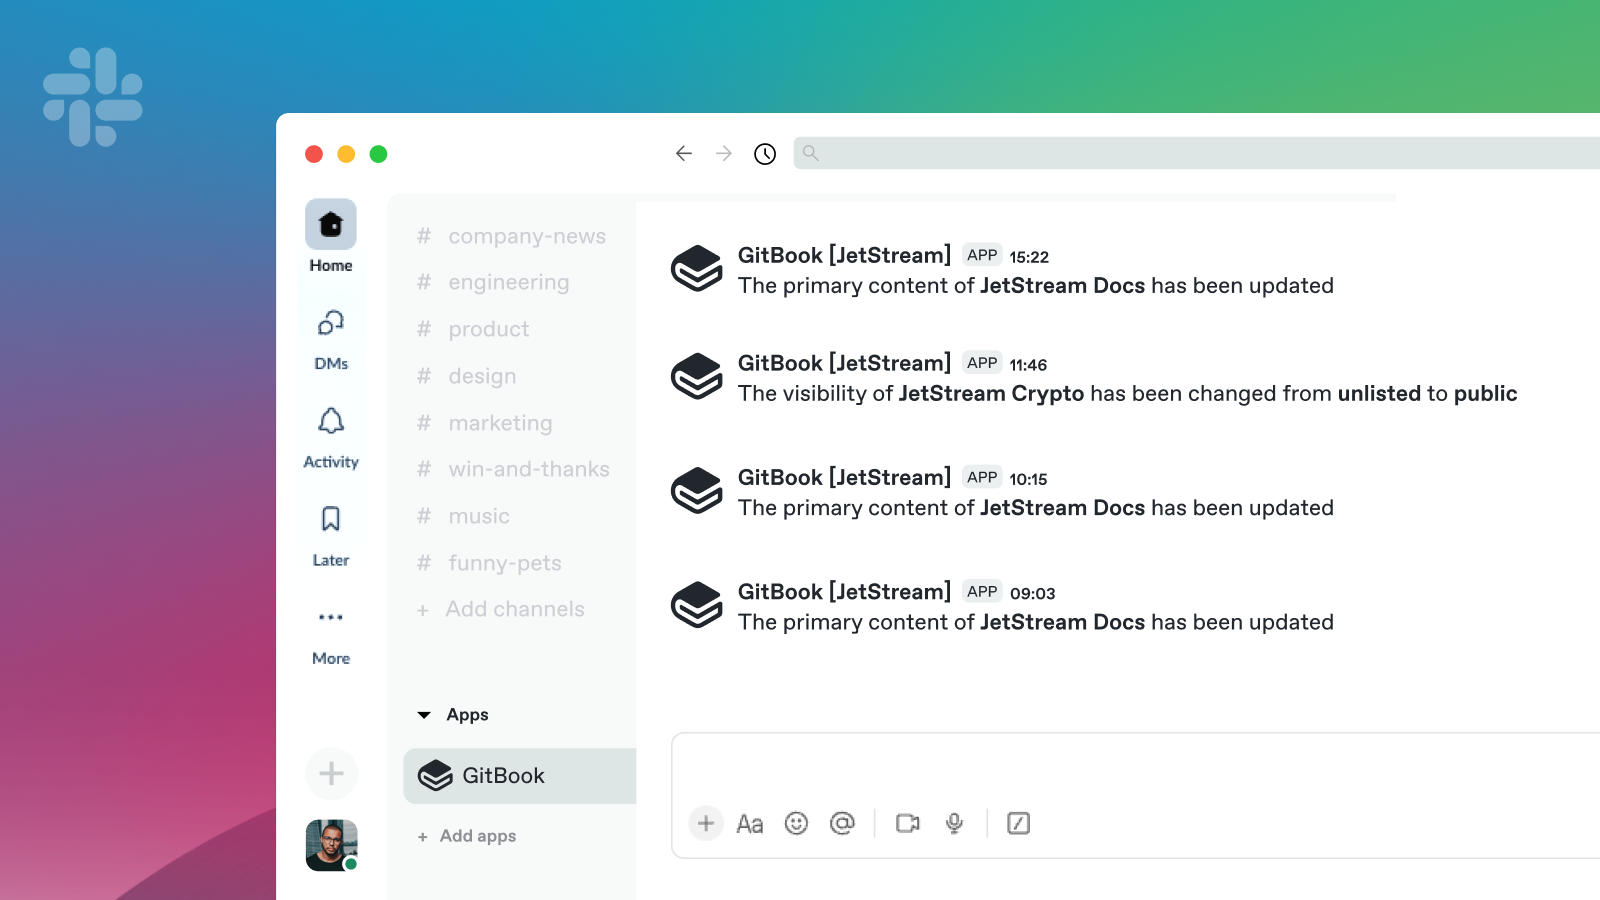 Home
DMs
Activity
Later
More
# company-news
# engineering
# product
# design
# marketing
# win-and-thanks
# music
# funny-pets
+ Add channels
Apps
GitBook
+ Add apps
GitBook [JetStream] APP 15:22
The primary content of JetStream Docs has been updated
GitBook [JetStream] APP 11:46
The visibility of JetStream Crypto has been changed from unlisted to public
GitBook [JetStream] APP 10:15
The primary content of JetStream Docs has been updated
GitBook [JetStream] APP 09:03
The primary content of JetStream Docs has been updated
Aa